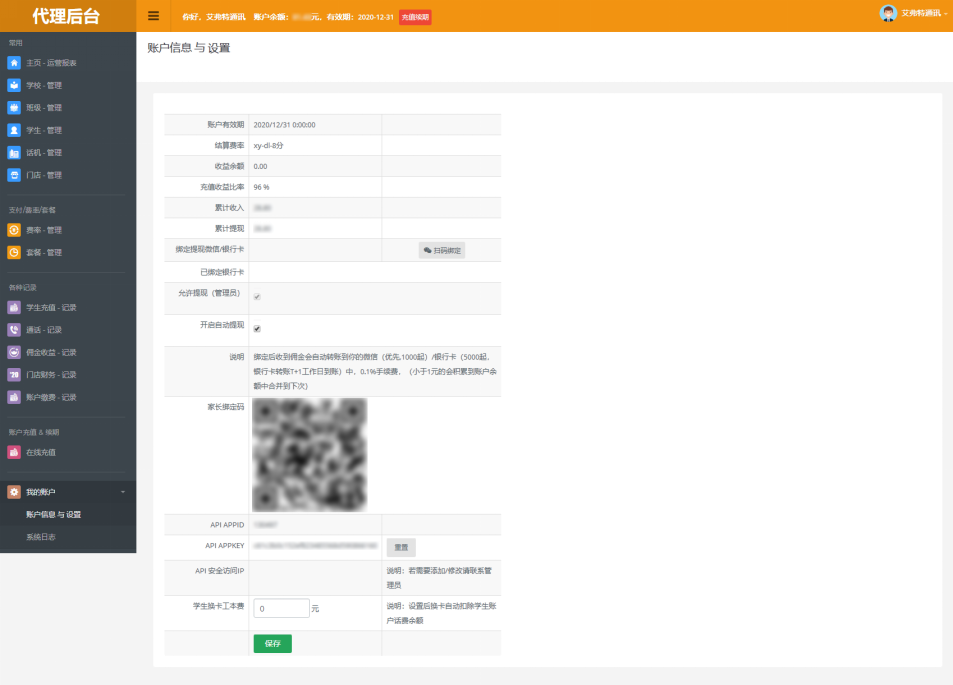 代理后台
你好，艾弗特通讯 账户余额： 元，有效期：2020-12-31 充值续期
艾弗特通讯
常用
主页 - 运营报表
学校 - 管理
班级 - 管理
学生 - 管理
话机 - 管理
门店 - 管理
支付/圈表/套餐
费率 - 管理
套餐 - 管理
各种记录
学生充值 - 记录
通话 - 记录
佣金收益 - 记录
门店财务 - 记录
账户缴费 - 记录
账户充值 & 续期
在线充值
我的账户
账户信息 与 设置
系统日志
账户信息 与 设置
账户有效期 2020/12/31 0:00:00
结算费率 xy-dl-8分
收益余额 0.00
充值收益比率 96 %
累计收入
累计提现
绑定提现微信/银行卡 扫码绑定
已绑定银行卡
允许提现（管理员）
开启自动提现
说明 绑定后收到佣金会自动转账到你的微信（优先,1000起）/银行卡（5000起,
银行卡转账T+1工作日到账）中，0.1%手续费，（小于1元的会积累到账户余
额中合并到下次）
家长绑定码
API APPID
API APPKEY 重置
API 安全访问IP 说明：若需要添加/修改请联系管
理员
学生换卡工本费 0 元 说明：设置后换卡自动扣除学生账
户话费余额
保存